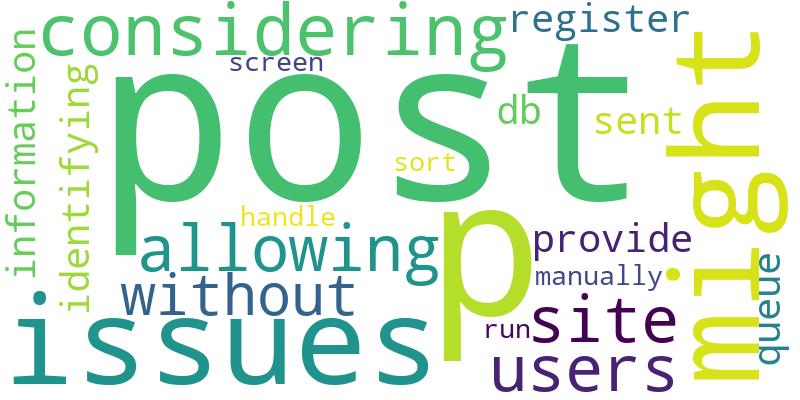 considering
register
screen
post
information
identifying
db
sent
might
sort
handle
allowing
p
provide
without
manually
queue
issues
run
site
users